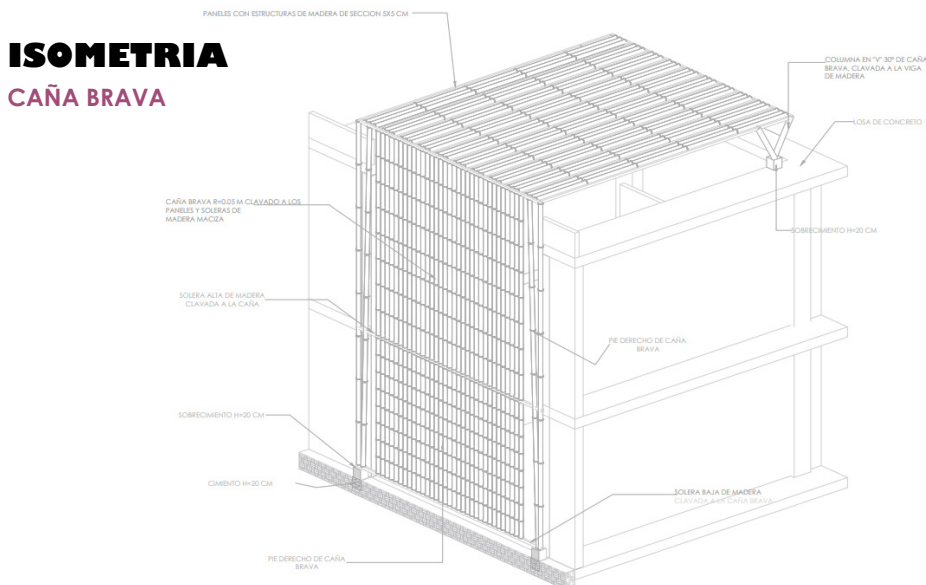 PANELES CON ESTRUCTURAS DE MADERA DE SECCION 5X5 CM
ISOMETRIA
CAÑA BRAVA
COLUMNA EN "V" 30° DE CAÑA
BRAVA, CLAVADA A LA VIGA
DE MADERA
LOSA DE CONCRETO
CAÑA BRAVA R=0.05 M CLAVADO A LOS
PANELES Y SOLERAS DE
MADERA MACIZA
SOBRECIMIENTO H=20 CM
SOLERA ALTA DE MADERA
CLAVADA A LA CAÑA
PIE DERECHO DE CAÑA
BRAVA
SOBRECIMIENTO H=20 CM
CIMIENTO H=20 CM
SOLERA BAJA DE MADERA
CLAVADA A LA CAÑA BRAVA
PIE DERECHO DE CAÑA
BRAVA